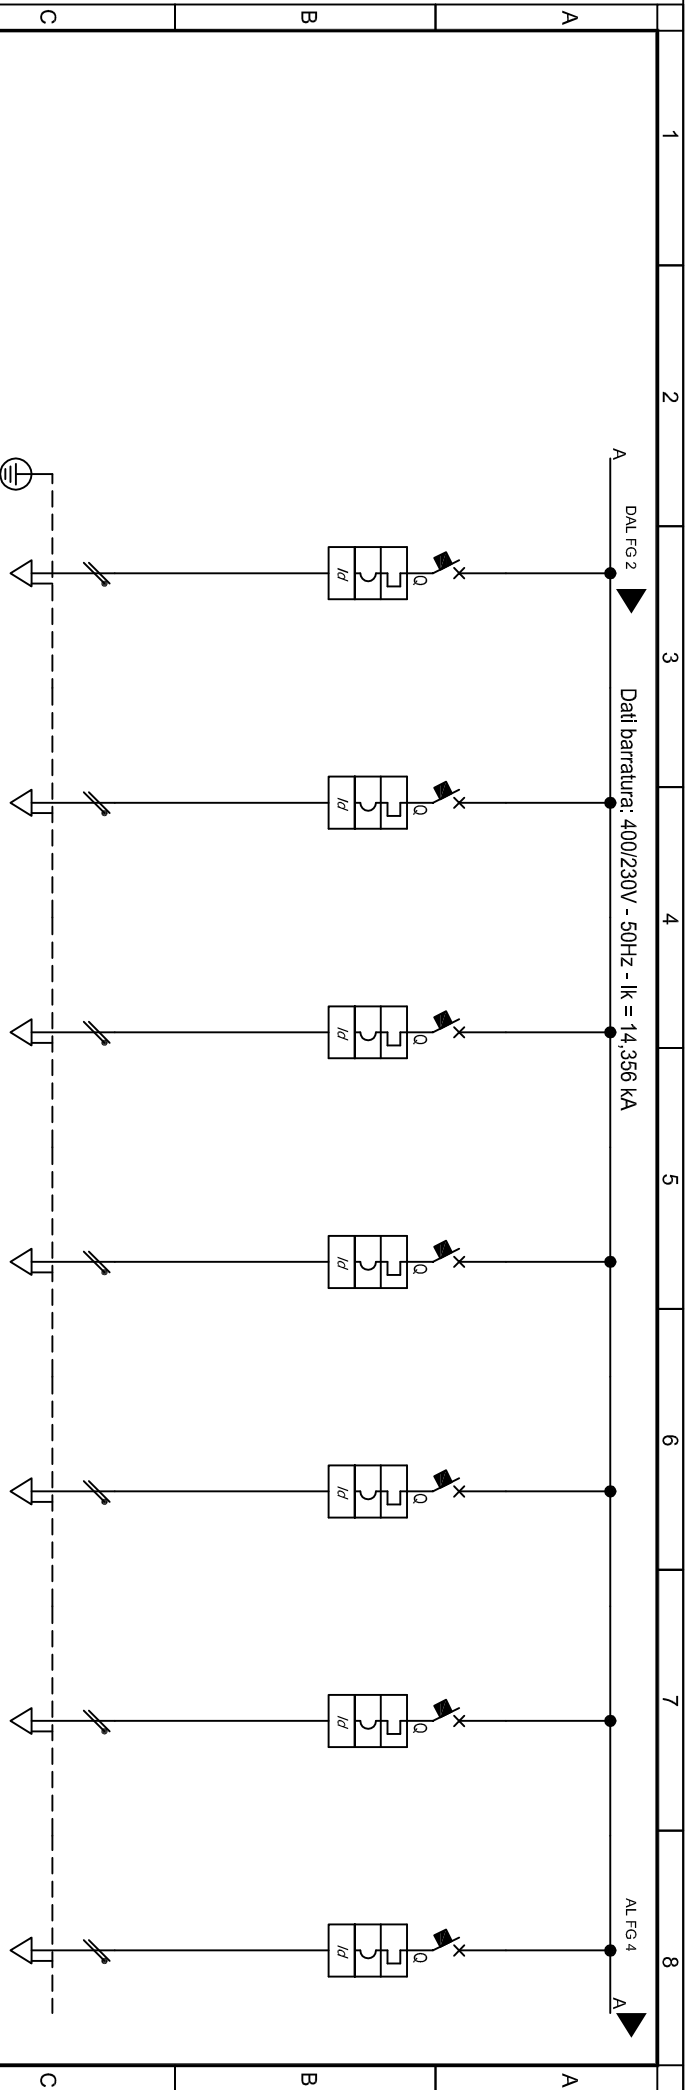 1 2 3 4 5 6 7 8
A A
DAL FG 2 AL FG 4
Dati barratura: 400/230V - 50Hz - Ik = 14,356 kA
A A
Q Q Q Q Q Q Q
Id Id Id Id Id Id Id
B B
C C